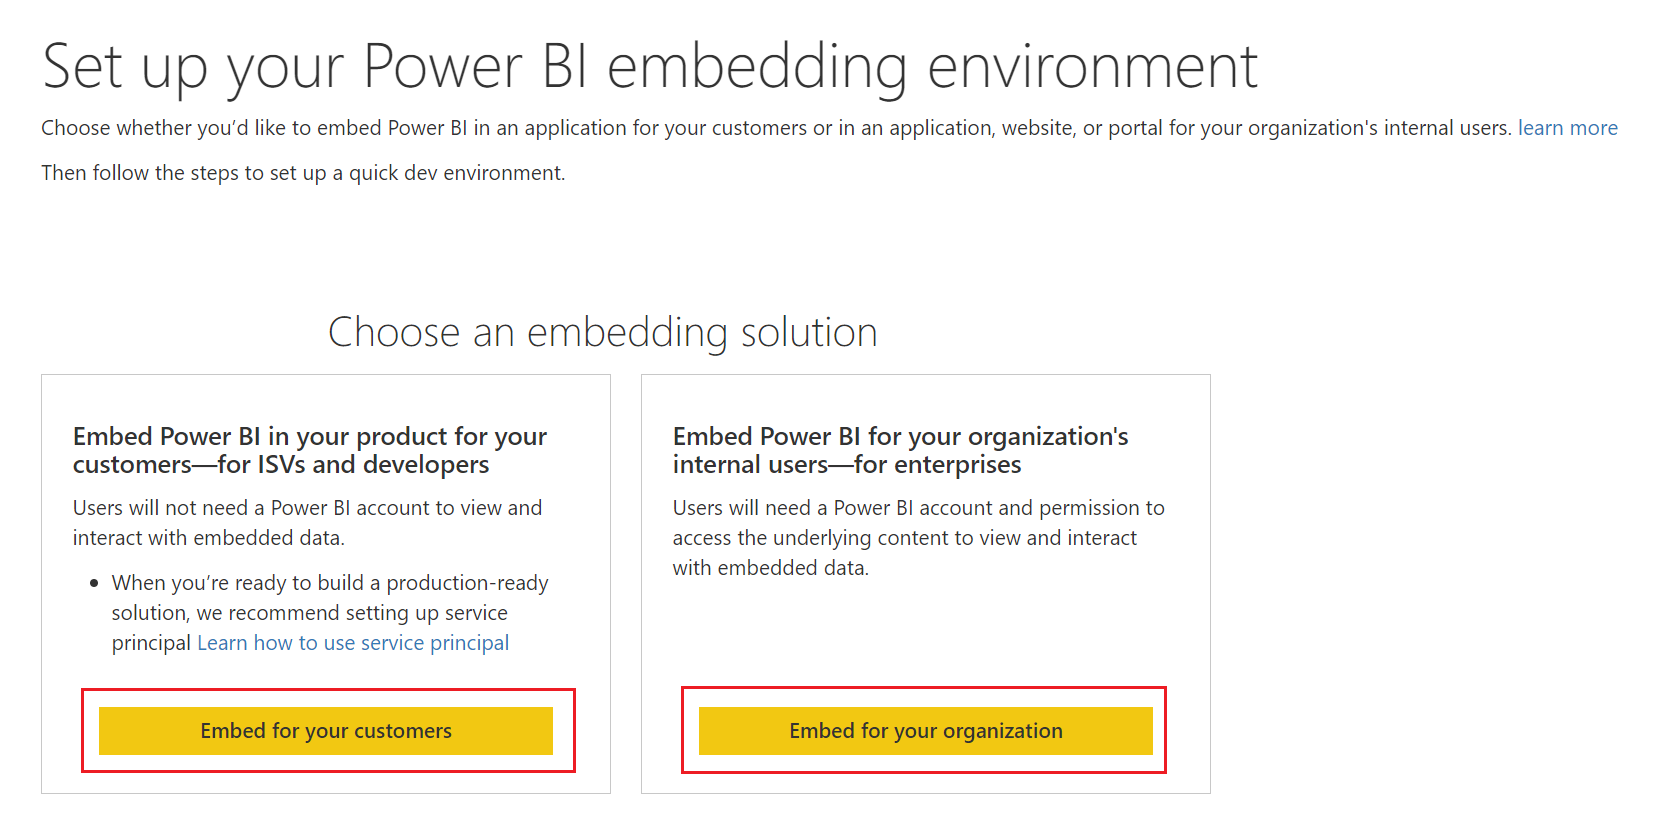 Set up your Power BI embedding environment
Choose whether you’d like to embed Power BI in an application for your customers or in an application, website, or portal for your organization's internal users. learn more
Then follow the steps to set up a quick dev environment.
Choose an embedding solution
Embed Power BI in your product for your
customers—for ISVs and developers
Users will not need a Power BI account to view and
interact with embedded data.
• When you’re ready to build a production-ready
solution, we recommend setting up service
principal Learn how to use service principal
Embed for your customers
Embed Power BI for your organization's
internal users—for enterprises
Users will need a Power BI account and permission to
access the underlying content to view and interact
with embedded data.
Embed for your organization